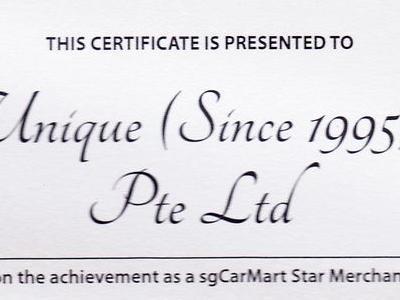 THIS CERTIFICATE IS PRESENTED TO
Unique (Since 1995)
Pte Ltd
on the achievement as a sgCarMart Star Merchan